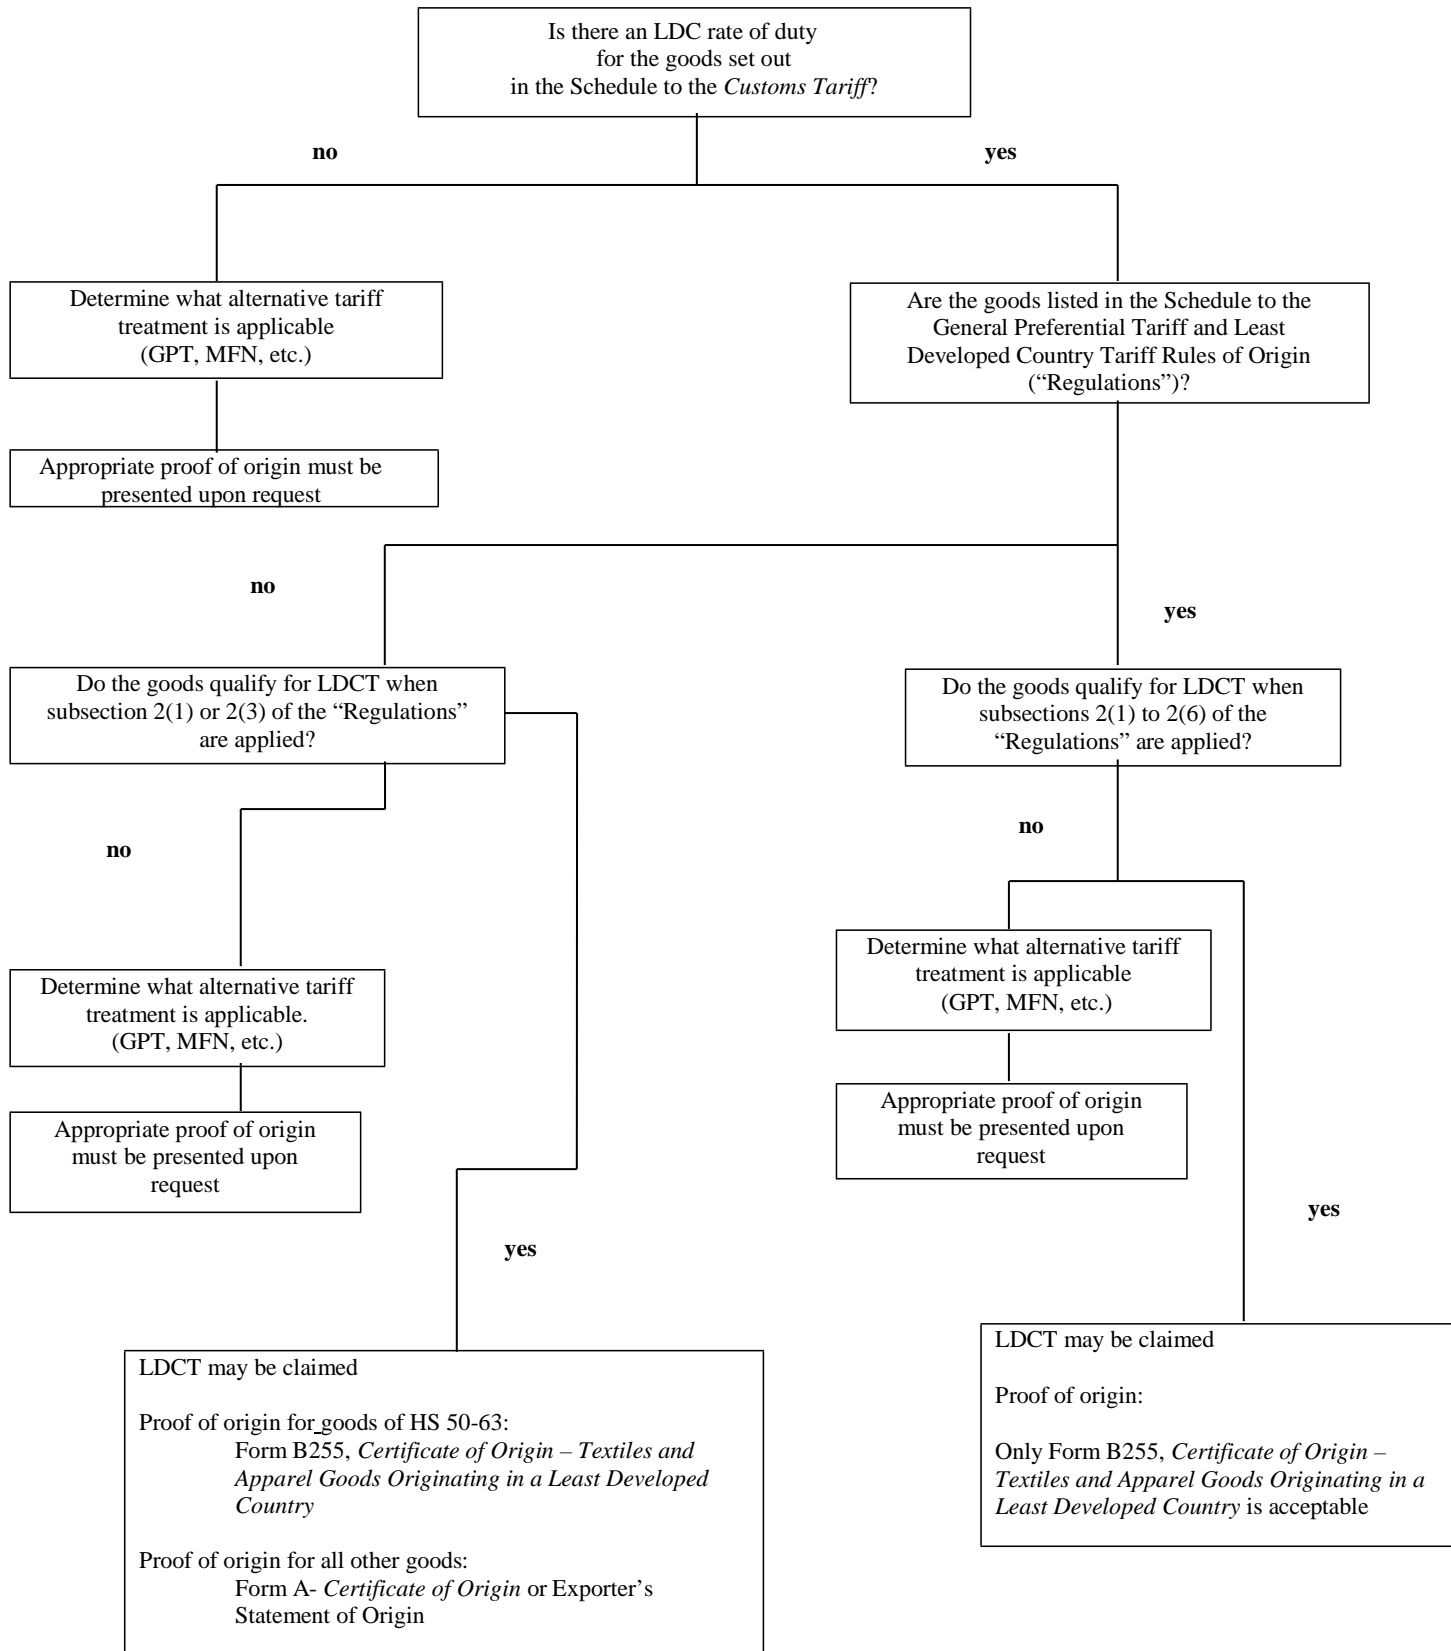 Is there an LDC rate of duty
for the goods set out
in the Schedule to the Customs Tariff?
no
yes
Determine what alternative tariff
treatment is applicable
(GPT, MFN, etc.)
Are the goods listed in the Schedule to the
General Preferential Tariff and Least
Developed Country Tariff Rules of Origin
(“Regulations”)?
Appropriate proof of origin must be
presented upon request
no
yes
Do the goods qualify for LDCT when
subsection 2(1) or 2(3) of the “Regulations”
are applied?
Do the goods qualify for LDCT when
subsections 2(1) to 2(6) of the
“Regulations” are applied?
no
no
Determine what alternative tariff
treatment is applicable
(GPT, MFN, etc.)
Determine what alternative tariff
treatment is applicable.
(GPT, MFN, etc.)
Appropriate proof of origin
must be presented upon
request
Appropriate proof of origin
must be presented upon
request
yes
yes
LDCT may be claimed
Proof of origin:
Only Form B255, Certificate of Origin –
Textiles and Apparel Goods Originating in a
Least Developed Country is acceptable
LDCT may be claimed
Proof of origin for goods of HS 50-63:
Form B255, Certificate of Origin – Textiles and
Apparel Goods Originating in a Least Developed
Country
Proof of origin for all other goods:
Form A- Certificate of Origin or Exporter’s
Statement of Origin